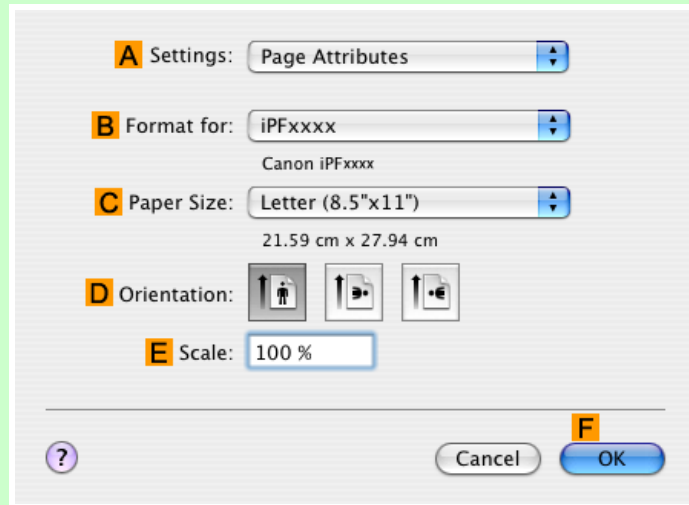 A Settings: Page Attributes
B Format for: iPFxxxx
Canon iPFxxxx
C Paper Size: Letter (8.5"x11")
21.59 cm x 27.94 cm
D Orientation:
E Scale: 100 %
F
? Cancel OK